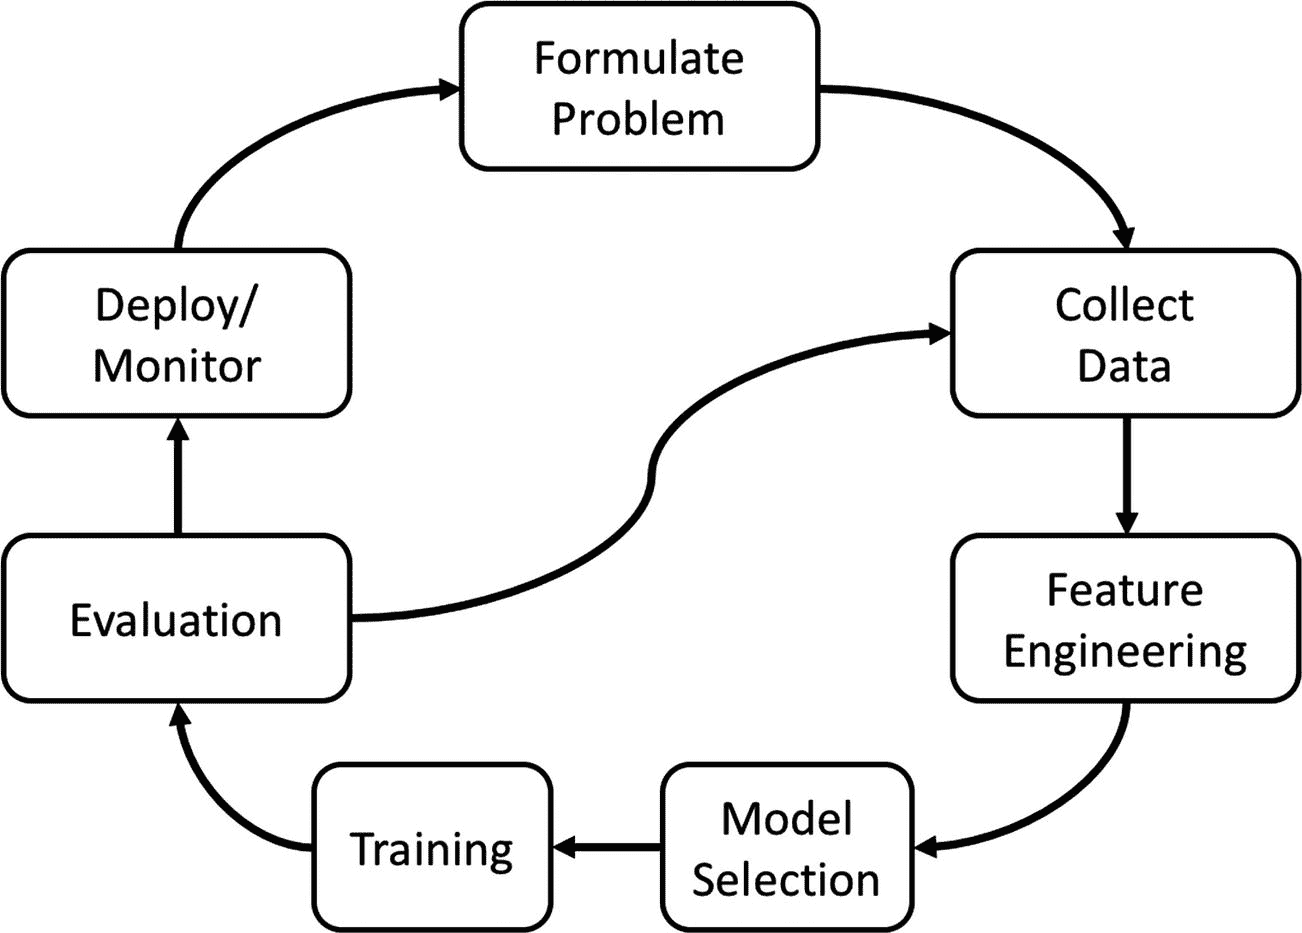 Formulate
Problem
Collect
Data
Feature
Engineering
Model
Selection
Training
Evaluation
Deploy/
Monitor